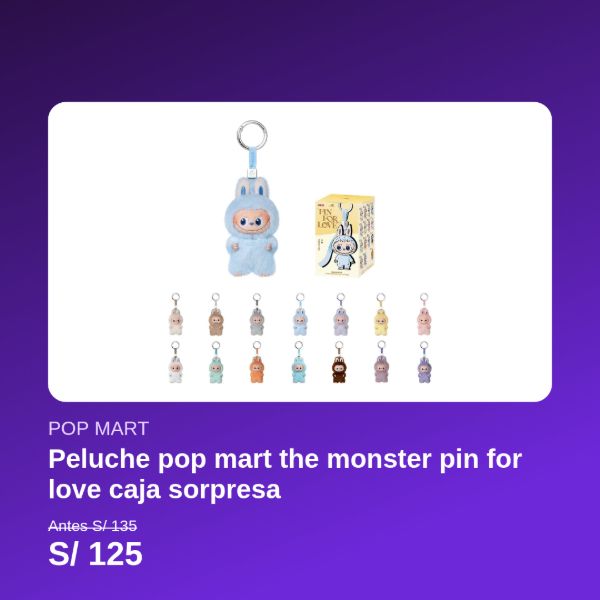 PIN
FOR
LOVE
POP MART
Peluche pop mart the monster pin for
love caja sorpresa
Antes S/ 135
S/ 125